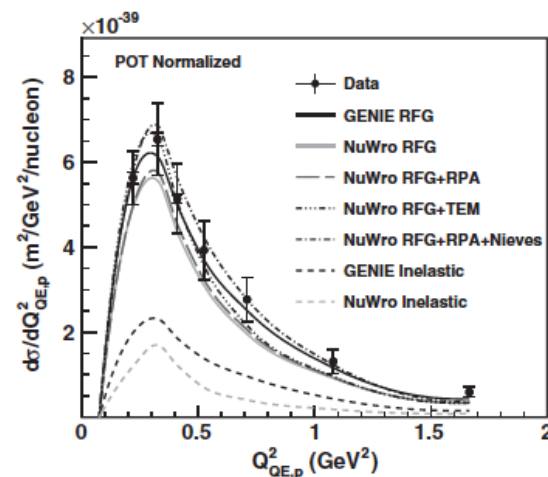 ×10⁻³⁹
POT Normalized
Data
GENIE RFG
NuWro RFG
NuWro RFG+RPA
NuWro RFG+TEM
NuWro RFG+RPA+Nieves
GENIE Inelastic
NuWro Inelastic
dσ/dQ²QE,p (m²/GeV²/nucleon)
8
6
4
2
0 0.5 1 1.5 2
Q²QE,p (GeV²)